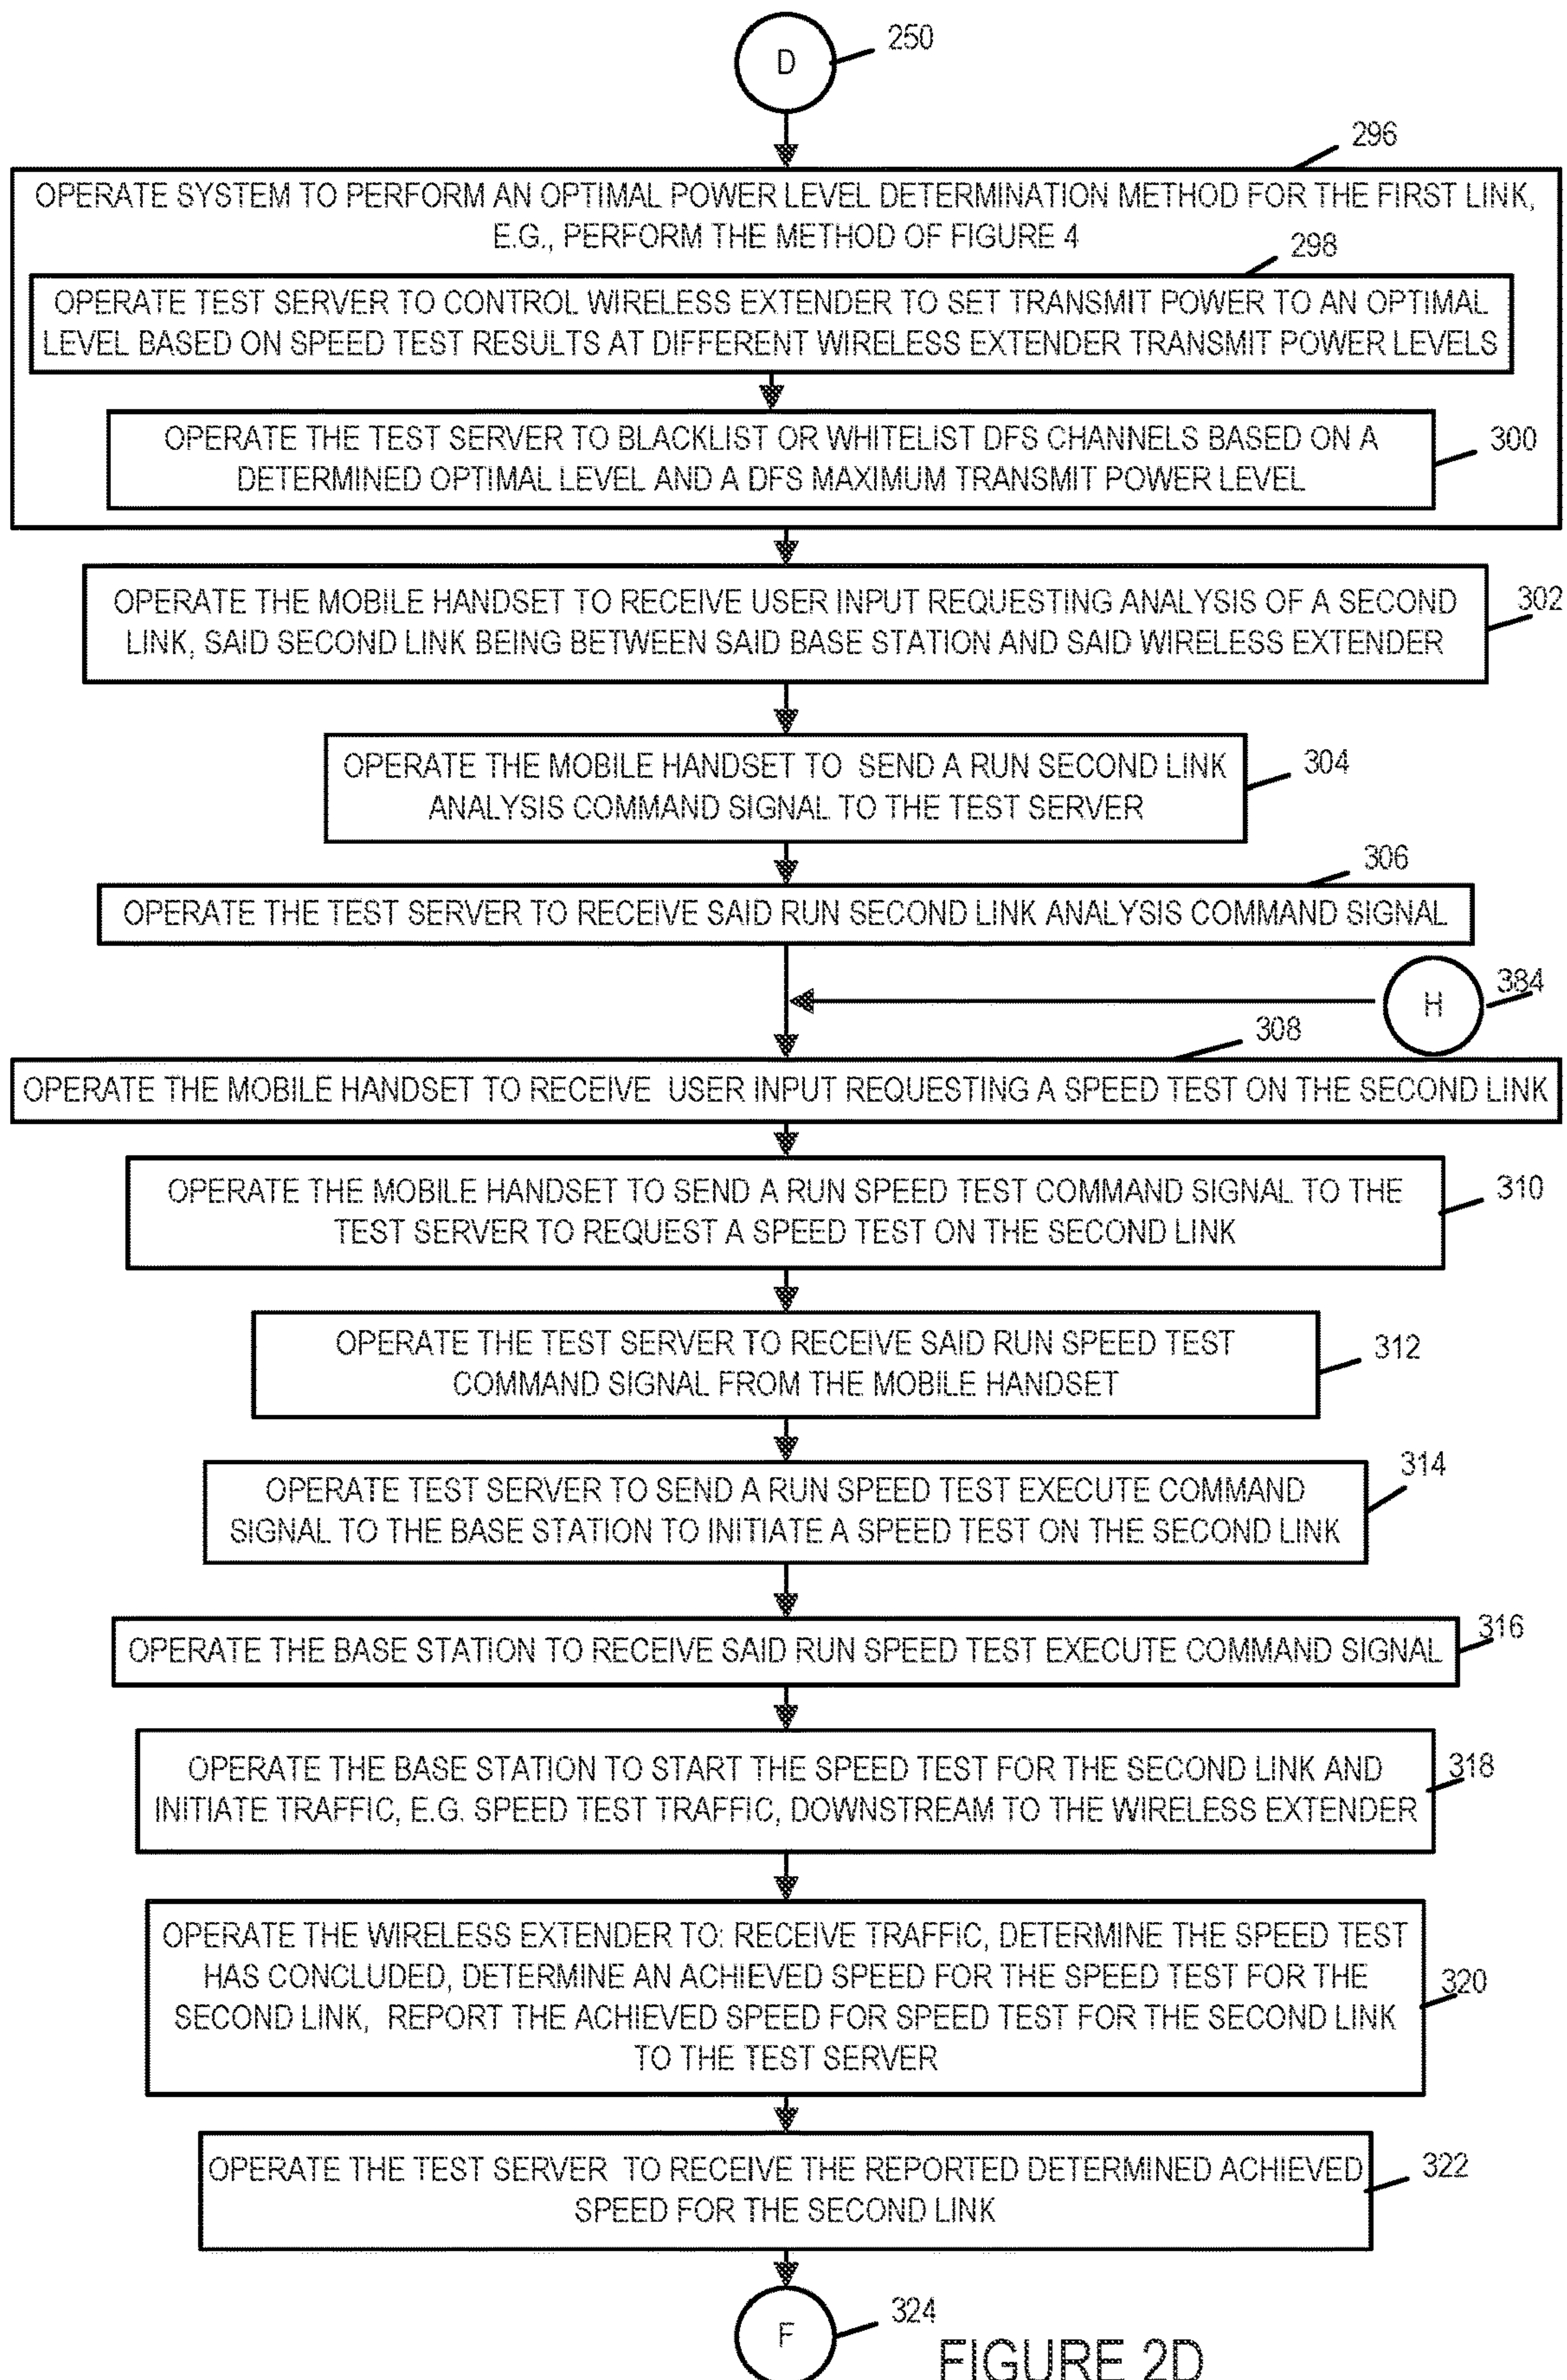 D
250
296
OPERATE SYSTEM TO PERFORM AN OPTIMAL POWER LEVEL DETERMINATION METHOD FOR THE FIRST LINK,
E.G., PERFORM THE METHOD OF FIGURE 4
298
OPERATE TEST SERVER TO CONTROL WIRELESS EXTENDER TO SET TRANSMIT POWER TO AN OPTIMAL
LEVEL BASED ON SPEED TEST RESULTS AT DIFFERENT WIRELESS EXTENDER TRANSMIT POWER LEVELS
OPERATE THE TEST SERVER TO BLACKLIST OR WHITELIST DFS CHANNELS BASED ON A
DETERMINED OPTIMAL LEVEL AND A DFS MAXIMUM TRANSMIT POWER LEVEL
300
OPERATE THE MOBILE HANDSET TO RECEIVE USER INPUT REQUESTING ANALYSIS OF A SECOND
LINK, SAID SECOND LINK BEING BETWEEN SAID BASE STATION AND SAID WIRELESS EXTENDER
302
OPERATE THE MOBILE HANDSET TO SEND A RUN SECOND LINK
ANALYSIS COMMAND SIGNAL TO THE TEST SERVER
304
306
OPERATE THE TEST SERVER TO RECEIVE SAID RUN SECOND LINK ANALYSIS COMMAND SIGNAL
H
384
308
OPERATE THE MOBILE HANDSET TO RECEIVE USER INPUT REQUESTING A SPEED TEST ON THE SECOND LINK
OPERATE THE MOBILE HANDSET TO SEND A RUN SPEED TEST COMMAND SIGNAL TO THE
TEST SERVER TO REQUEST A SPEED TEST ON THE SECOND LINK
310
OPERATE THE TEST SERVER TO RECEIVE SAID RUN SPEED TEST
COMMAND SIGNAL FROM THE MOBILE HANDSET
312
OPERATE TEST SERVER TO SEND A RUN SPEED TEST EXECUTE COMMAND
SIGNAL TO THE BASE STATION TO INITIATE A SPEED TEST ON THE SECOND LINK
314
OPERATE THE BASE STATION TO RECEIVE SAID RUN SPEED TEST EXECUTE COMMAND SIGNAL
316
OPERATE THE BASE STATION TO START THE SPEED TEST FOR THE SECOND LINK AND
INITIATE TRAFFIC, E.G. SPEED TEST TRAFFIC, DOWNSTREAM TO THE WIRELESS EXTENDER
318
OPERATE THE WIRELESS EXTENDER TO: RECEIVE TRAFFIC, DETERMINE THE SPEED TEST
HAS CONCLUDED, DETERMINE AN ACHIEVED SPEED FOR THE SPEED TEST FOR THE
SECOND LINK, REPORT THE ACHIEVED SPEED FOR SPEED TEST FOR THE SECOND LINK
TO THE TEST SERVER
320
OPERATE THE TEST SERVER TO RECEIVE THE REPORTED DETERMINED ACHIEVED
SPEED FOR THE SECOND LINK
322
F
324
FIGURE 2D